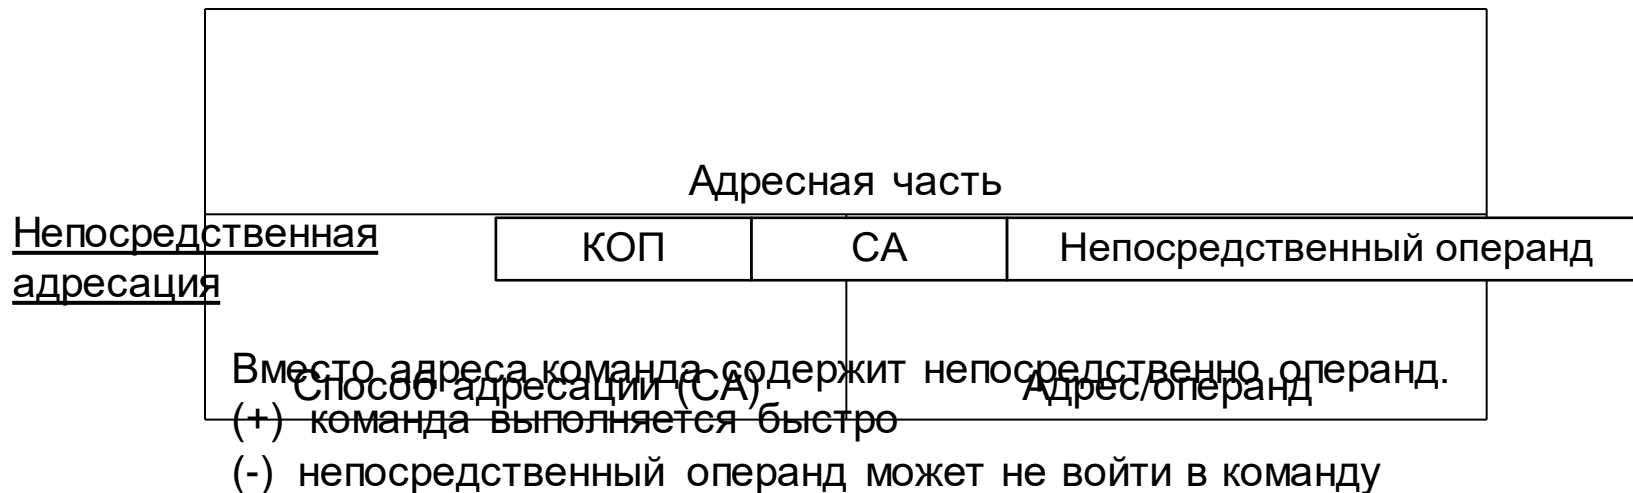 Адресная часть
Непосредственная
адресация
КОП
СА
Непосредственный операнд
Вместо адреса команда содержит непосредственно операнд.
Способ адресации (СА)
Адрес/операнд
(+) команда выполняется быстро
(-) непосредственный операнд может не войти в команду